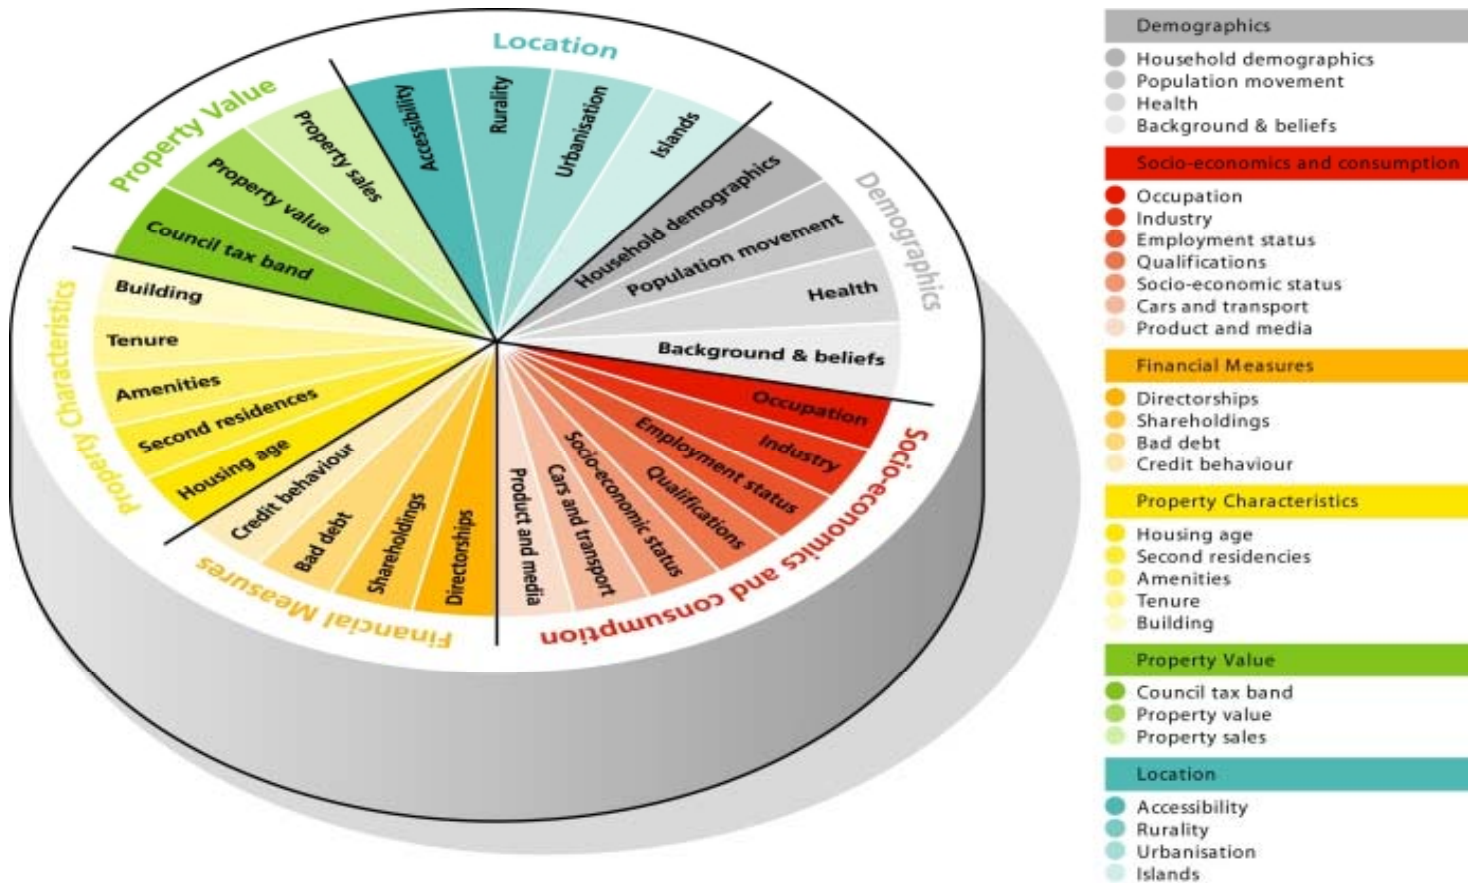 Location
Accessibility
Rurality
Urbanisation
Islands
Demographics
Household demographics
Population movement
Health
Background & beliefs
Socio-economics and consumption
Occupation
Industry
Employment status
Qualifications
Socio-economic status
Cars and transport
Product and media
Financial Measures
Directorships
Shareholdings
Bad debt
Credit behaviour
Property Characteristics
Housing age
Second residences
Amenities
Tenure
Building
Property Value
Council tax band
Property value
Property sales
Demographics
Household demographics
Population movement
Health
Background & beliefs
Socio-economics and consumption
Occupation
Industry
Employment status
Qualifications
Socio-economic status
Cars and transport
Product and media
Financial Measures
Directorships
Shareholdings
Bad debt
Credit behaviour
Property Characteristics
Housing age
Second residencies
Amenities
Tenure
Building
Property Value
Council tax band
Property value
Property sales
Location
Accessibility
Rurality
Urbanisation
Islands